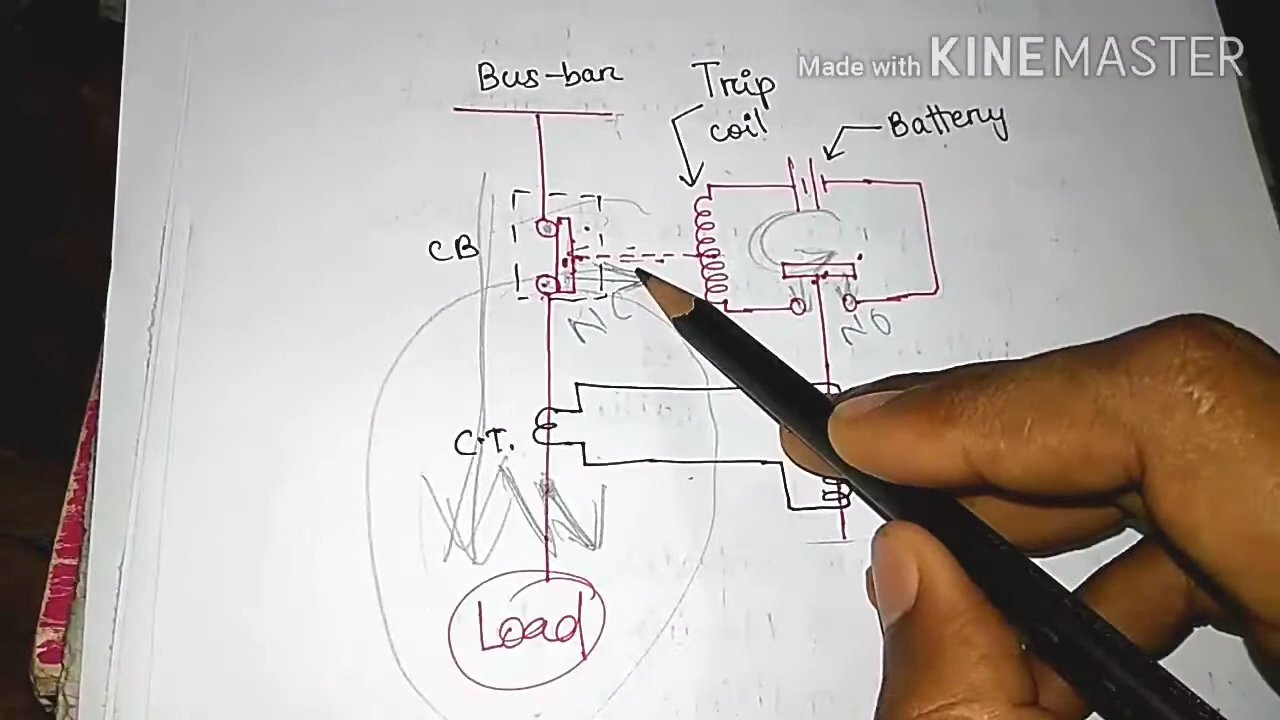 Made with KINEMASTER
Bus-bar
Trip
coil
Battery
CB
NC
NO
C.T.
Load